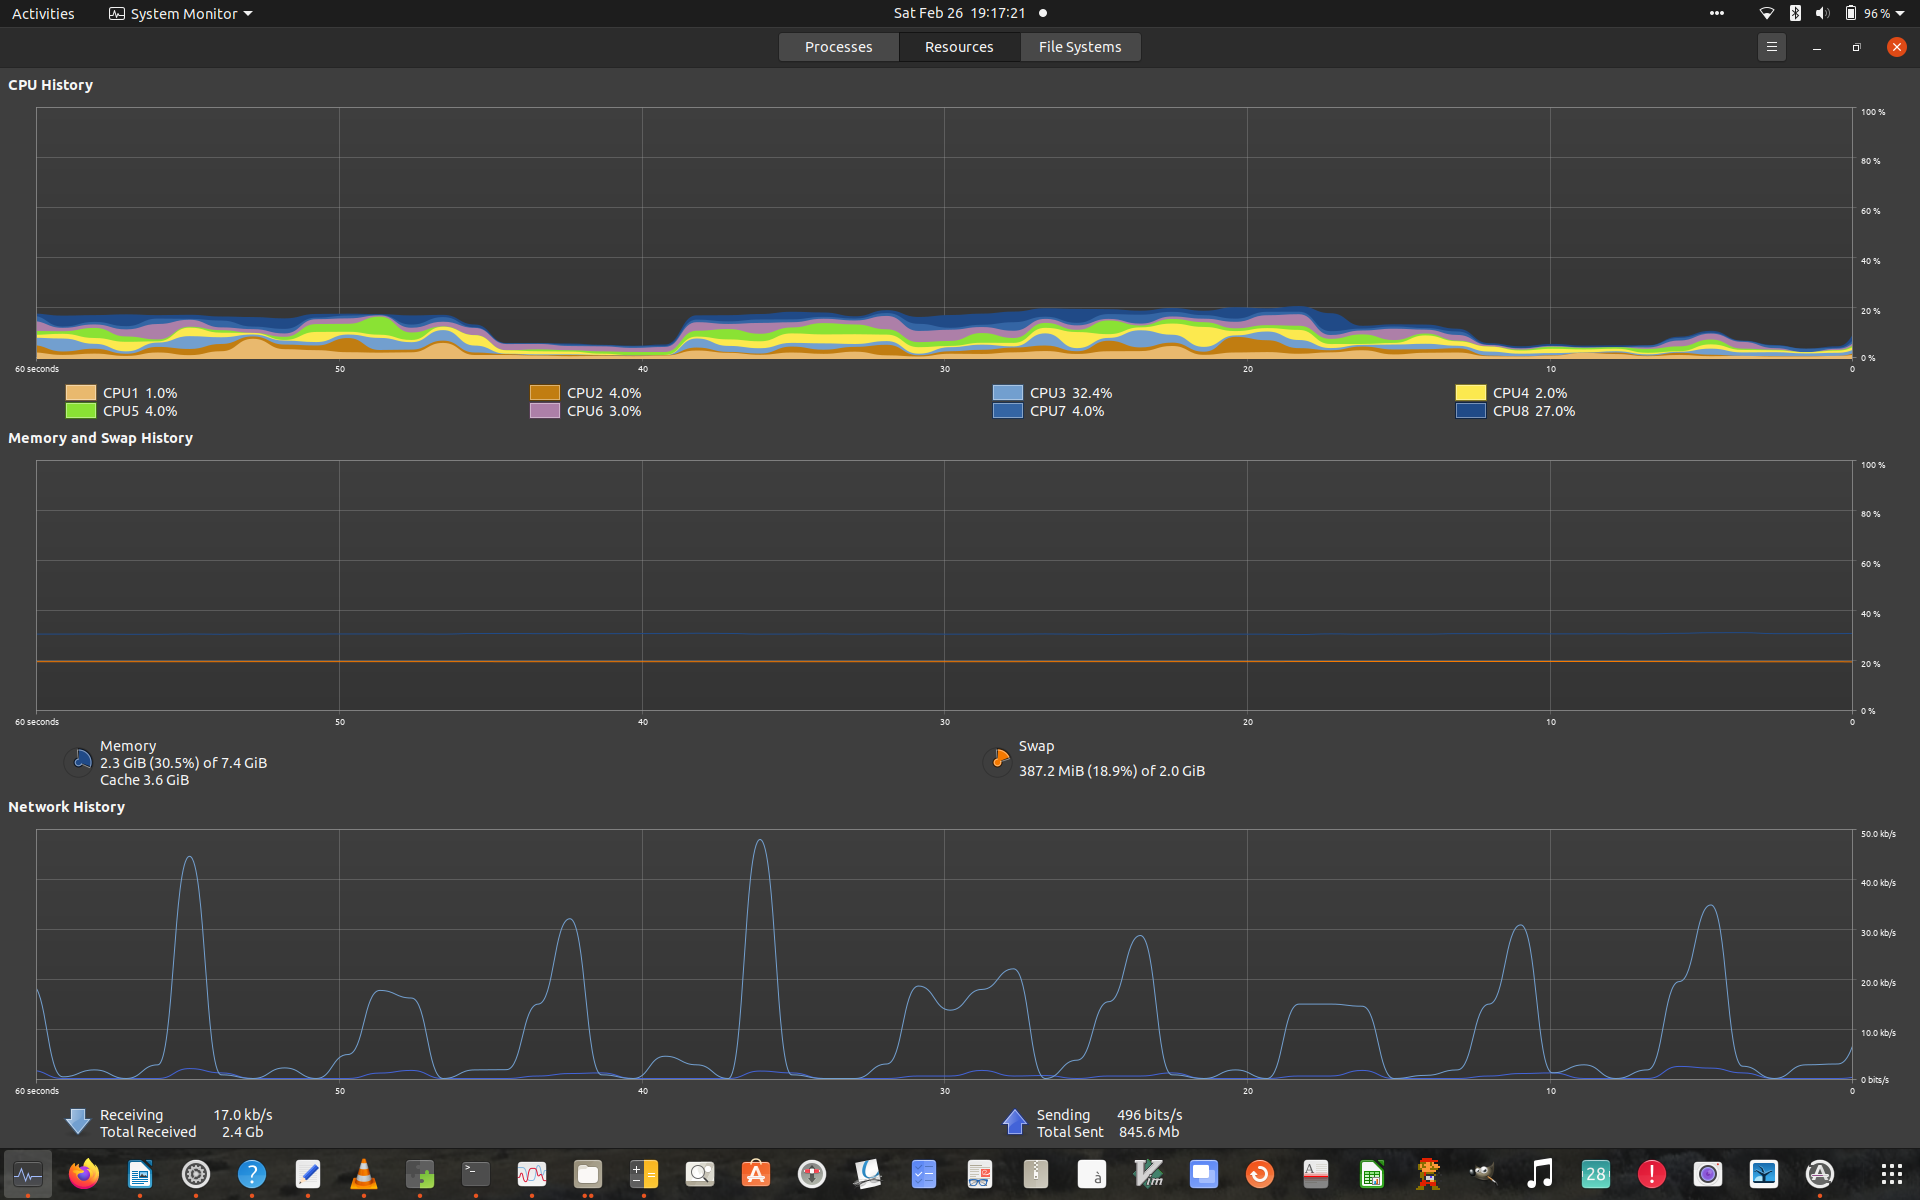 Activities System Monitor Sat Feb 26 19:17:21 96 %
Processes Resources File Systems
CPU History
100 %
80 %
60 %
40 %
20 %
0 %
60 seconds 50 40 30 20 10 0
CPU1 1.0% CPU2 4.0% CPU3 32.4% CPU4 2.0%
CPU5 4.0% CPU6 3.0% CPU7 4.0% CPU8 27.0%
Memory and Swap History
100 %
80 %
60 %
40 %
20 %
0 %
60 seconds 50 40 30 20 10 0
Memory
2.3 GiB (30.5%) of 7.4 GiB
Cache 3.6 GiB
Swap
387.2 MiB (18.9%) of 2.0 GiB
Network History
50.0 kb/s
40.0 kb/s
30.0 kb/s
20.0 kb/s
10.0 kb/s
0 bits/s
60 seconds 50 40 30 20 10 0
Receiving 17.0 kb/s
Total Received 2.4 Gb
Sending 496 bits/s
Total Sent 845.6 Mb
à Vim 28